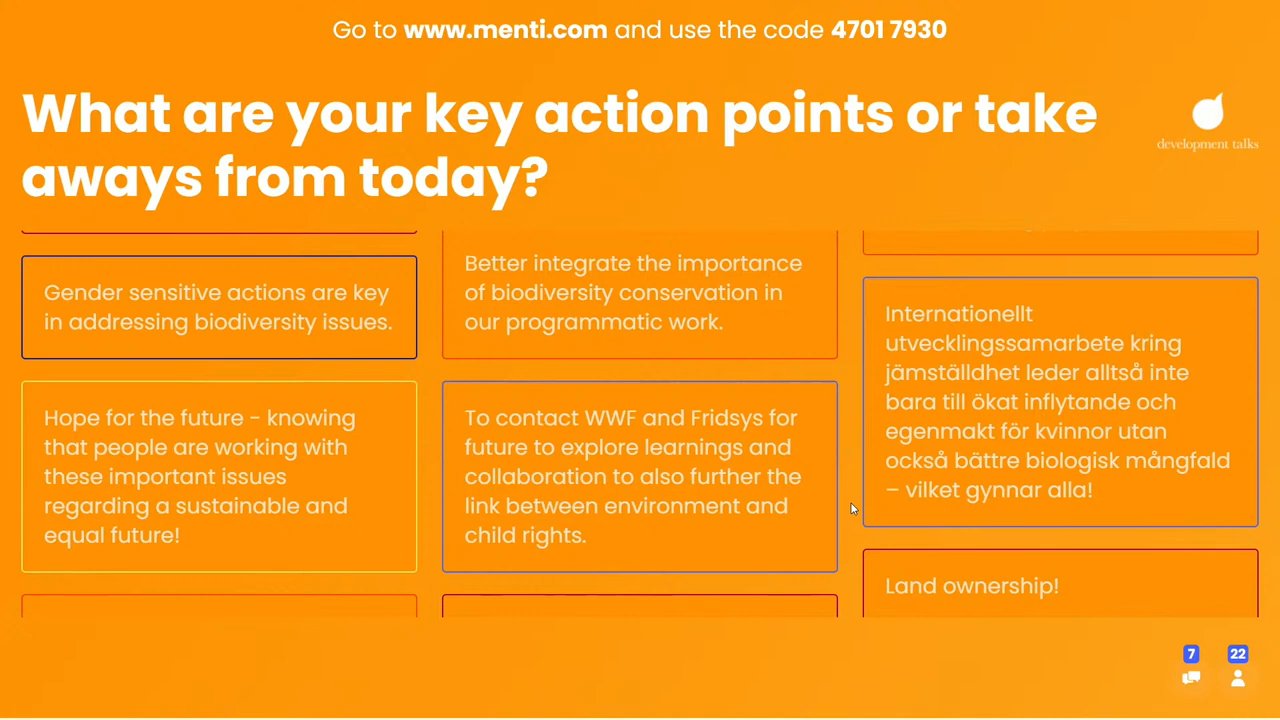 Go to www.menti.com and use the code 4701 7930
What are your key action points or take
aways from today?
development talks
Gender sensitive actions are key
in addressing biodiversity issues.
Hope for the future - knowing
that people are working with
these important issues
regarding a sustainable and
equal future!
Better integrate the importance
of biodiversity conservation in
our programmatic work.
To contact WWF and Fridsys for
future to explore learnings and
collaboration to also further the
link between environment and
child rights.
Internationellt
utvecklingssamarbete kring
jämställdhet leder alltså inte
bara till ökat inflytande och
egenmakt för kvinnor utan
också bättre biologisk mångfald
– vilket gynnar alla!
Land ownership!
7
22